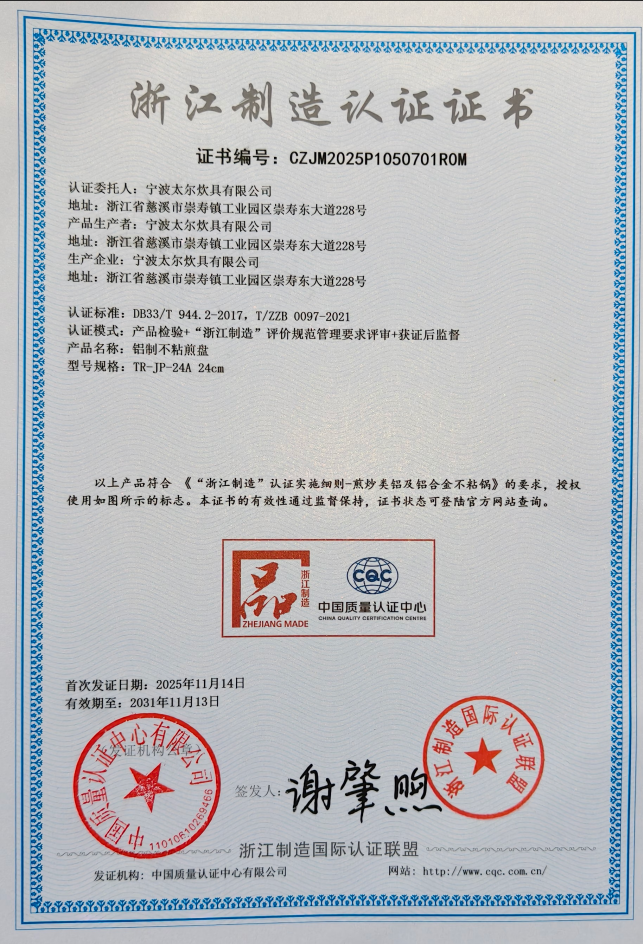 浙江制造认证证书
证书编号：CZJM2025P1050701R0M
认证委托人：宁波太尔炊具有限公司
地址：浙江省慈溪市崇寿镇工业园区崇寿东大道228号
产品生产者：宁波太尔炊具有限公司
地址：浙江省慈溪市崇寿镇工业园区崇寿东大道228号
生产企业：宁波太尔炊具有限公司
地址：浙江省慈溪市崇寿镇工业园区崇寿东大道228号
认证标准：DB33/T 944.2-2017，T/ZZB 0097-2021
认证模式：产品检验+“浙江制造”评价规范管理要求评审+获证后监督
产品名称：铝制不粘煎盘
型号规格：TR-JP-24A 24cm
以上产品符合《“浙江制造”认证实施细则-煎炒类铝及铝合金不粘锅》的要求，授权
使用如图所示的标志。本证书的有效性通过监督保持，证书状态可登陆官方网站查询。
品
浙江制造
ZHEJIANG MADE
CQC
中国质量认证中心
CHINA QUALITY CERTIFICATION CENTRE
首次发证日期：2025年11月14日
有效期至：2031年11月13日
（发证机构公章）
中国质量认证中心有限公司
11010610269466
签发人：谢肇煦
浙江制造国际认证联盟
浙江制造国际认证联盟
发证机构：中国质量认证中心有限公司
网站：http://www.cqc.com.cn/